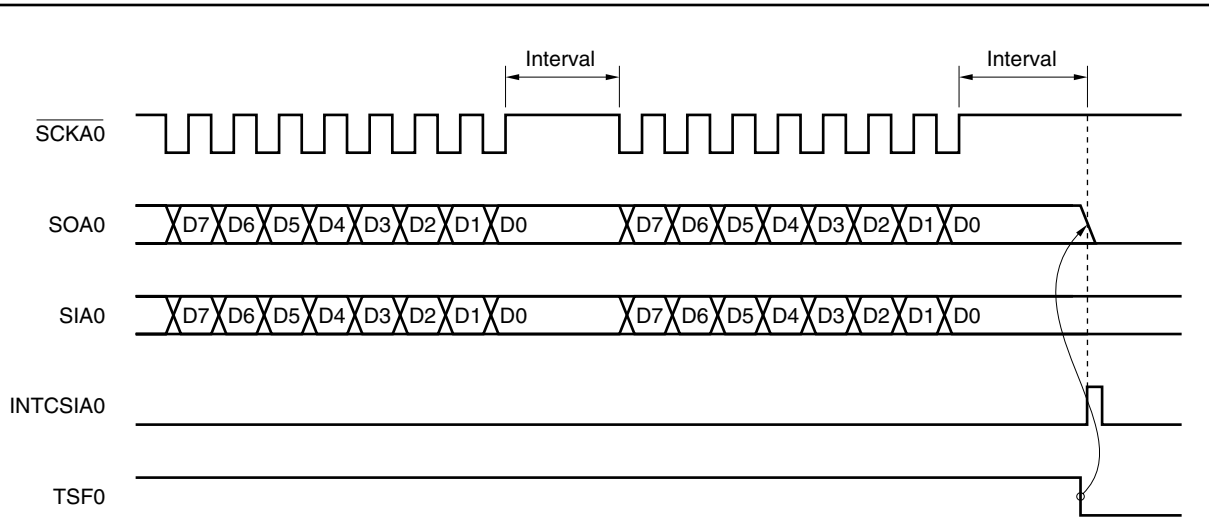 Interval Interval
S̅C̅K̅A̅0̅
SOA0 D7 D6 D5 D4 D3 D2 D1 D0 D7 D6 D5 D4 D3 D2 D1 D0
SIA0 D7 D6 D5 D4 D3 D2 D1 D0 D7 D6 D5 D4 D3 D2 D1 D0
INTCSIA0
TSF0